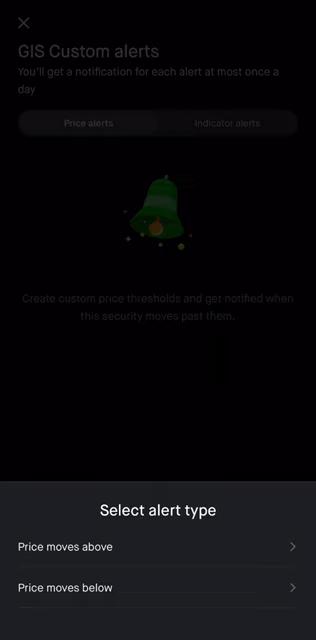 GIS Custom alerts
You'll get a notification for each alert at most once a
day
Price alerts
Indicator alerts
Create custom price thresholds and get notified when
this security moves past them.
Select alert type
Price moves above
Price moves below